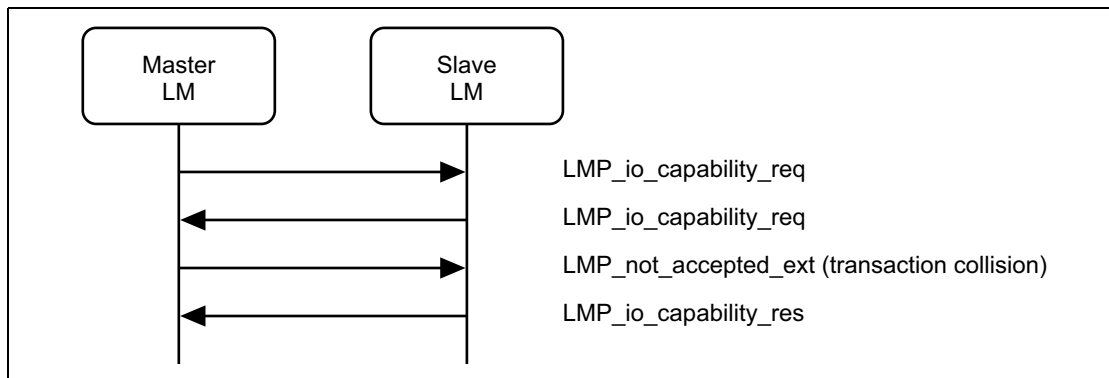 Master
LM
Slave
LM
LMP_io_capability_req
LMP_io_capability_req
LMP_not_accepted_ext (transaction collision)
LMP_io_capability_res